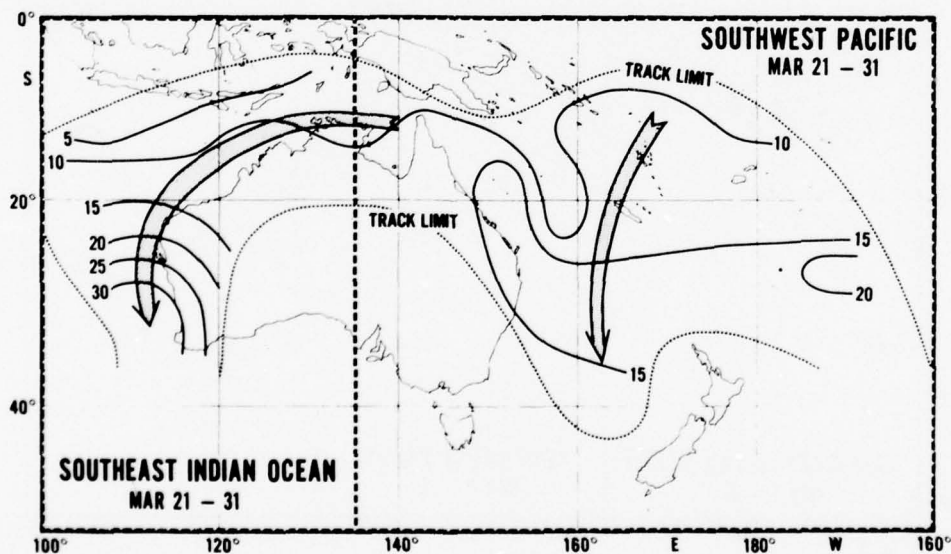 0°
SOUTHWEST PACIFIC
MAR 21 – 31
S
TRACK LIMIT
5
10
10
15
20°
TRACK LIMIT
20
15
25
20
30
15
40°
SOUTHEAST INDIAN OCEAN
MAR 21 – 31
100° 120° 140° 160° E 180° W 160°